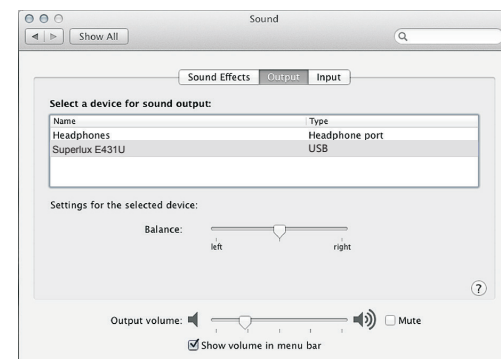 Sound
Show All
Sound Effects Output Input
Select a device for sound output:
Name Type
Headphones Headphone port
Superlux E431U USB
Settings for the selected device:
Balance:
left right
?
Output volume: Mute
Show volume in menu bar